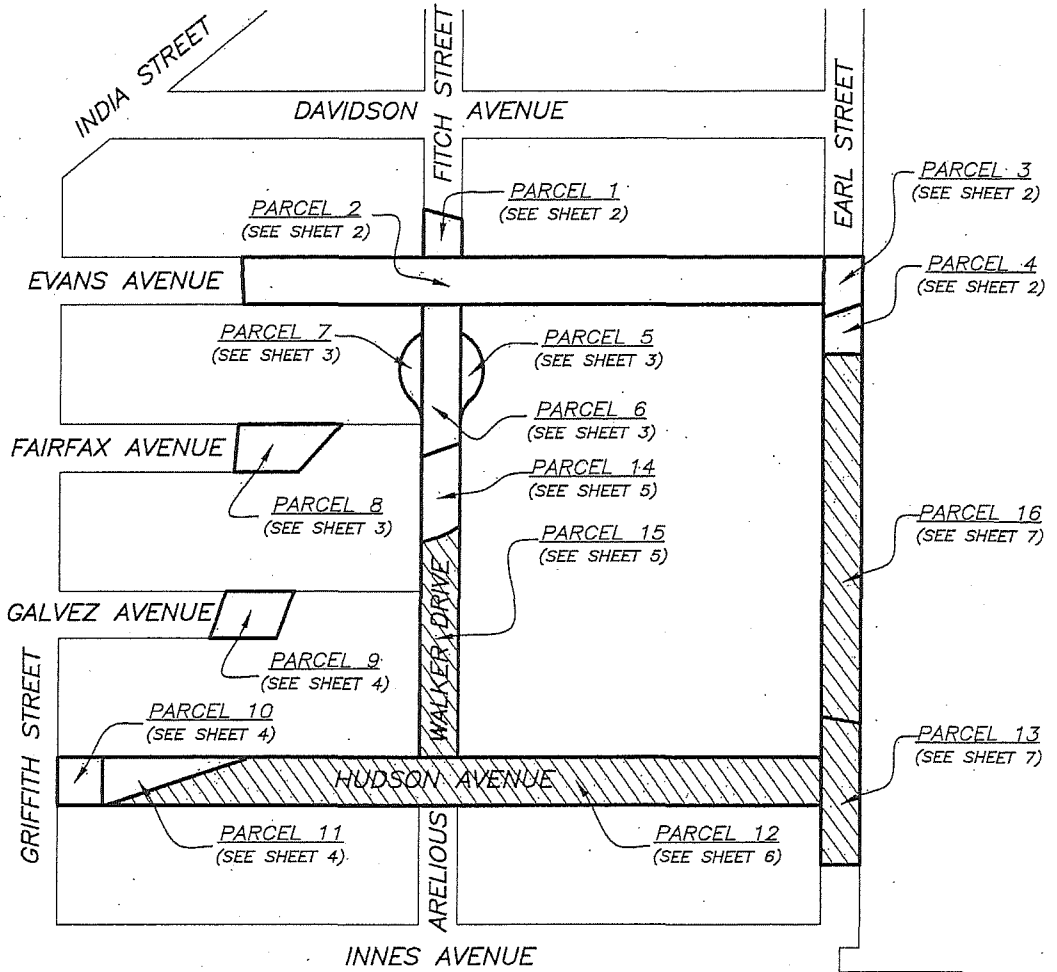 INDIA STREET
FITCH STREET
DAVIDSON AVENUE
EARL STREET
PARCEL 1
(SEE SHEET 2)
PARCEL 2
(SEE SHEET 2)
PARCEL 3
(SEE SHEET 2)
PARCEL 4
(SEE SHEET 2)
EVANS AVENUE
PARCEL 7
(SEE SHEET 3)
PARCEL 5
(SEE SHEET 3)
PARCEL 6
(SEE SHEET 3)
FAIRFAX AVENUE
PARCEL 14
(SEE SHEET 5)
PARCEL 8
(SEE SHEET 3)
PARCEL 15
(SEE SHEET 5)
PARCEL 16
(SEE SHEET 7)
GALVEZ AVENUE
PARCEL 9
(SEE SHEET 4)
GRIFFITH STREET
PARCEL 10
(SEE SHEET 4)
ARELIOUS WALKER DRIVE
PARCEL 13
(SEE SHEET 7)
HUDSON AVENUE
PARCEL 11
(SEE SHEET 4)
PARCEL 12
(SEE SHEET 6)
INNES AVENUE